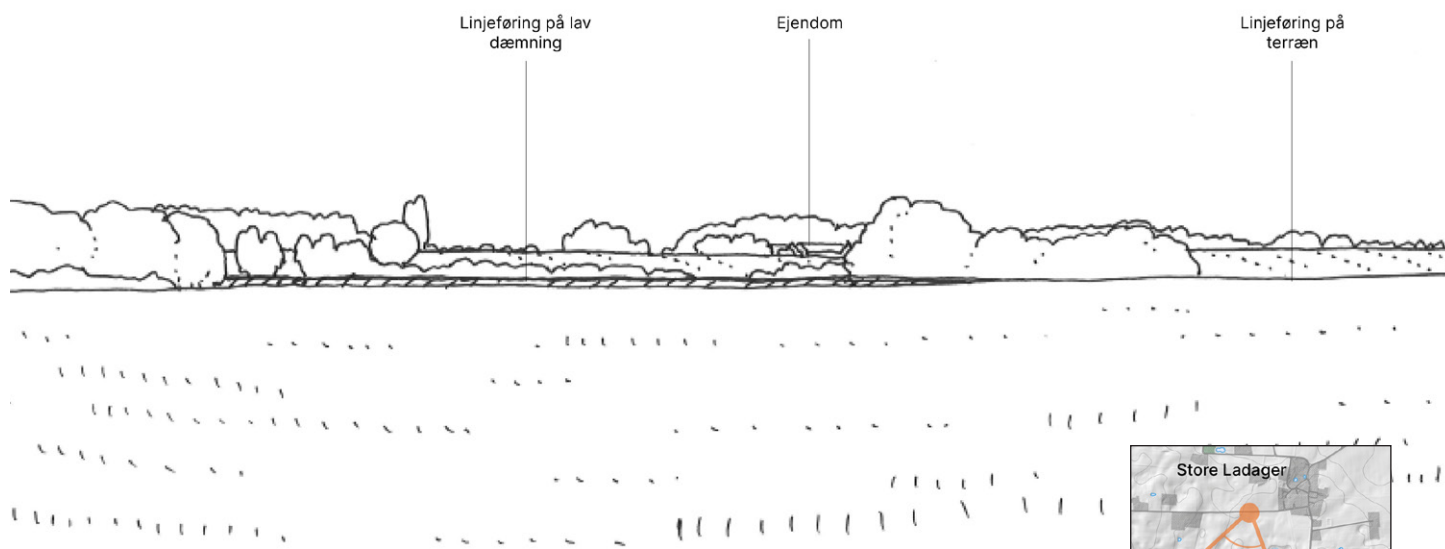 Linjeføring på lav
dæmning
Ejendom
Linjeføring på
terræn
Store Ladager